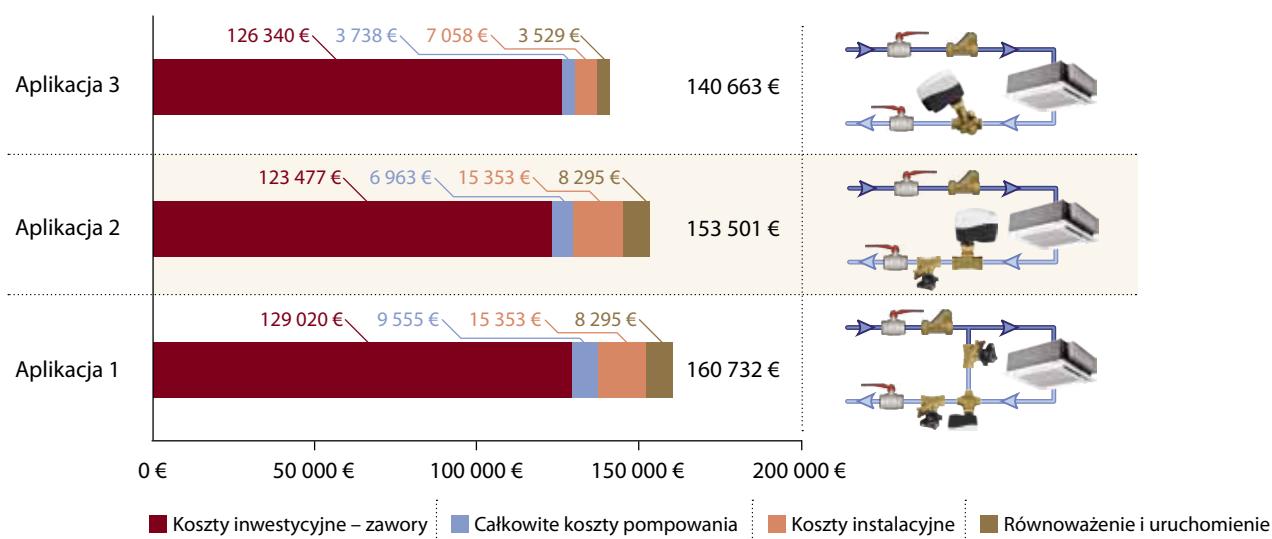 126 340 € 3 738 € 7 058 € 3 529 €
Aplikacja 3
140 663 €
123 477 € 6 963 € 15 353 € 8 295 €
Aplikacja 2
153 501 €
129 020 € 9 555 € 15 353 € 8 295 €
Aplikacja 1
160 732 €
0 € 50 000 € 100 000 € 150 000 € 200 000 €
Koszty inwestycyjne – zawory Całkowite koszty pompowania Koszty instalacyjne Równoważenie i uruchomienie